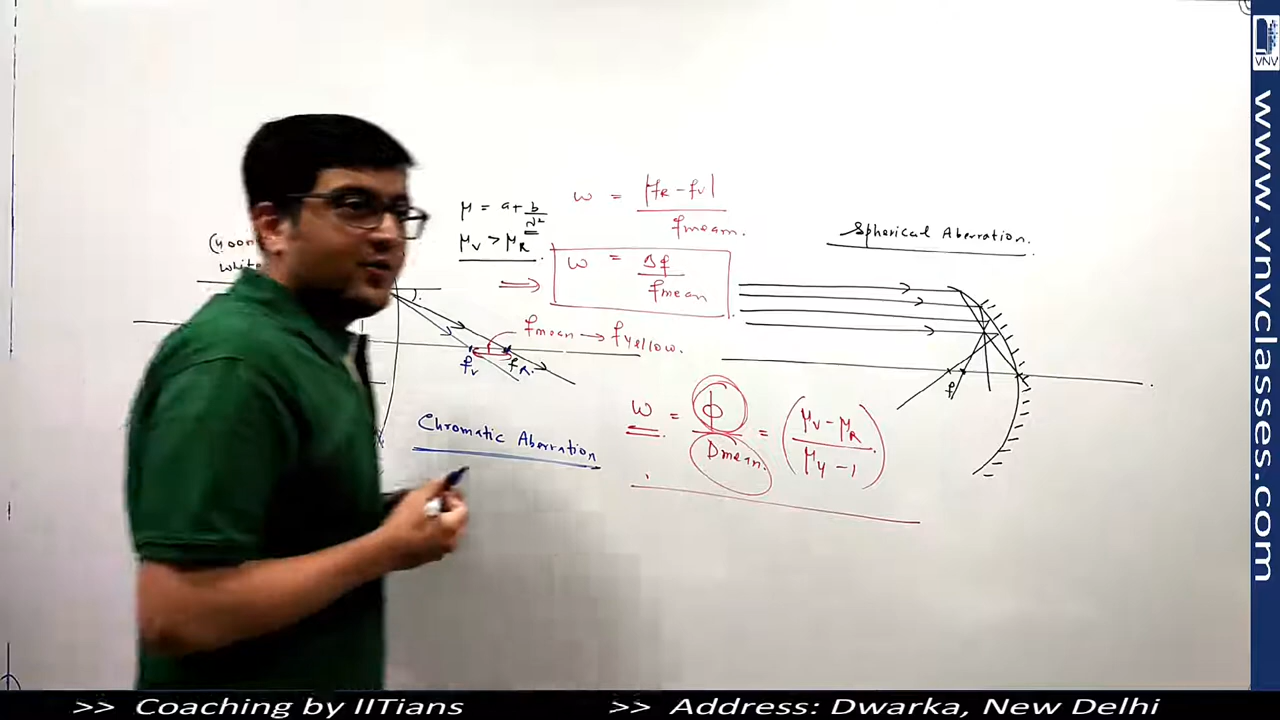 μ = a + b/λ²
μV > μR
ω = |fR - fV| / fmean.
⇒ ω = Δf / fmean
fmean → fYellow.
fV fR.
White
Chromatic Aberration
ω = ϕ / Dmean. = (μV - μR / μY - 1)
Spherical Aberration.
f
VNV
www.vnvclasses.com
>> Coaching by IITians >> Address: Dwarka, New Delhi